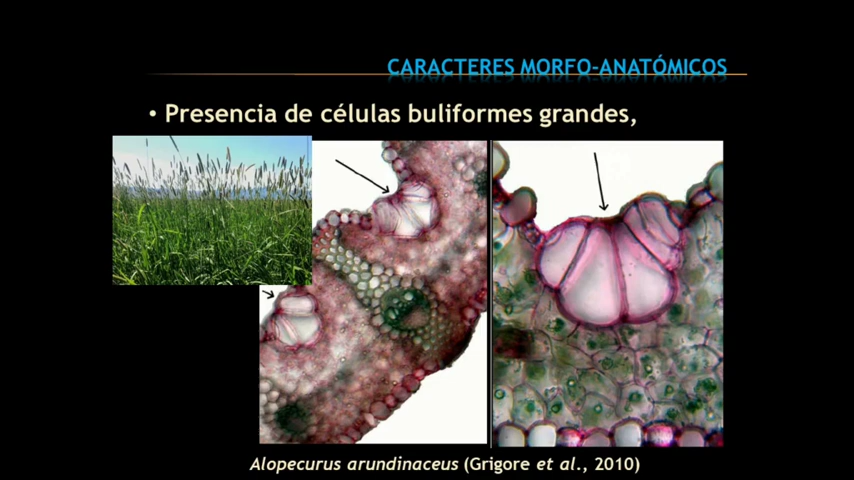 CARACTERES MORFO-ANATÓMICOS
• Presencia de células buliformes grandes,
Alopecurus arundinaceus (Grigore et al., 2010)